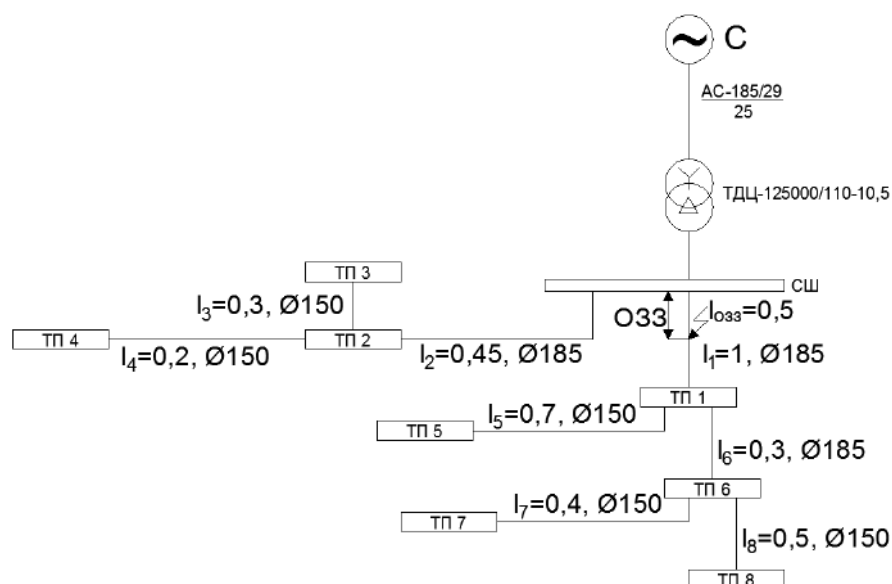 С
АС-185/29
25
ТДЦ-125000/110-10,5
СШ
ТП 3
l3=0,3, Ø150
ОЗЗ
lОЗЗ=0,5
ТП 4
ТП 2
l4=0,2, Ø150
l2=0,45, Ø185
l1=1, Ø185
ТП 1
l5=0,7, Ø150
ТП 5
l6=0,3, Ø185
ТП 6
l7=0,4, Ø150
ТП 7
l8=0,5, Ø150
ТП 8